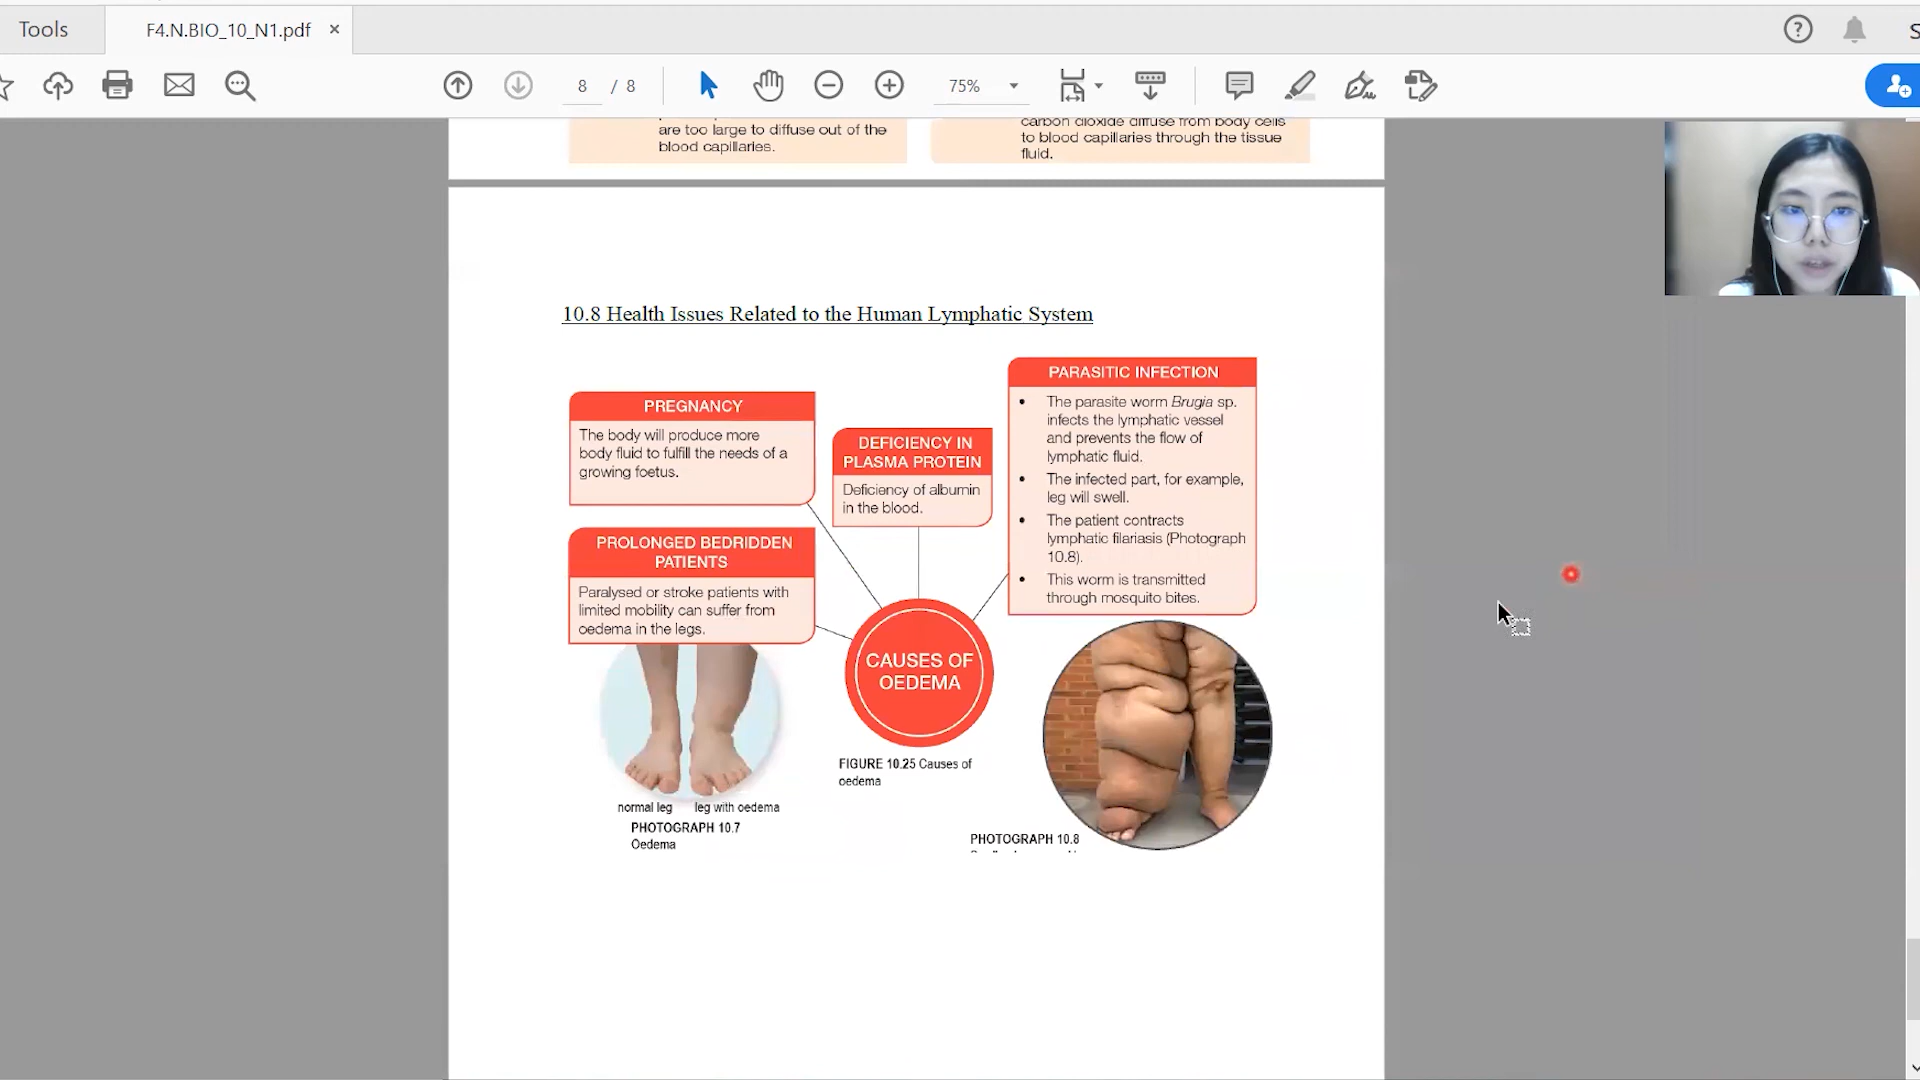 Tools
F4.N.BIO_10_N1.pdf
8 / 8
75%
are too large to diffuse out of the
blood capillaries.
carbon dioxide diffuse from body cells
to blood capillaries through the tissue
fluid.
10.8 Health Issues Related to the Human Lymphatic System
PREGNANCY
The body will produce more
body fluid to fulfill the needs of a
growing foetus.
PROLONGED BEDRIDDEN
PATIENTS
Paralysed or stroke patients with
limited mobility can suffer from
oedema in the legs.
DEFICIENCY IN
PLASMA PROTEIN
Deficiency of albumin
in the blood.
PARASITIC INFECTION
• The parasite worm Brugia sp.
infects the lymphatic vessel
and prevents the flow of
lymphatic fluid.
• The infected part, for example,
leg will swell.
• The patient contracts
lymphatic filariasis (Photograph
10.8).
• This worm is transmitted
through mosquito bites.
CAUSES OF
OEDEMA
FIGURE 10.25 Causes of
oedema
normal leg leg with oedema
PHOTOGRAPH 10.7
Oedema
PHOTOGRAPH 10.8